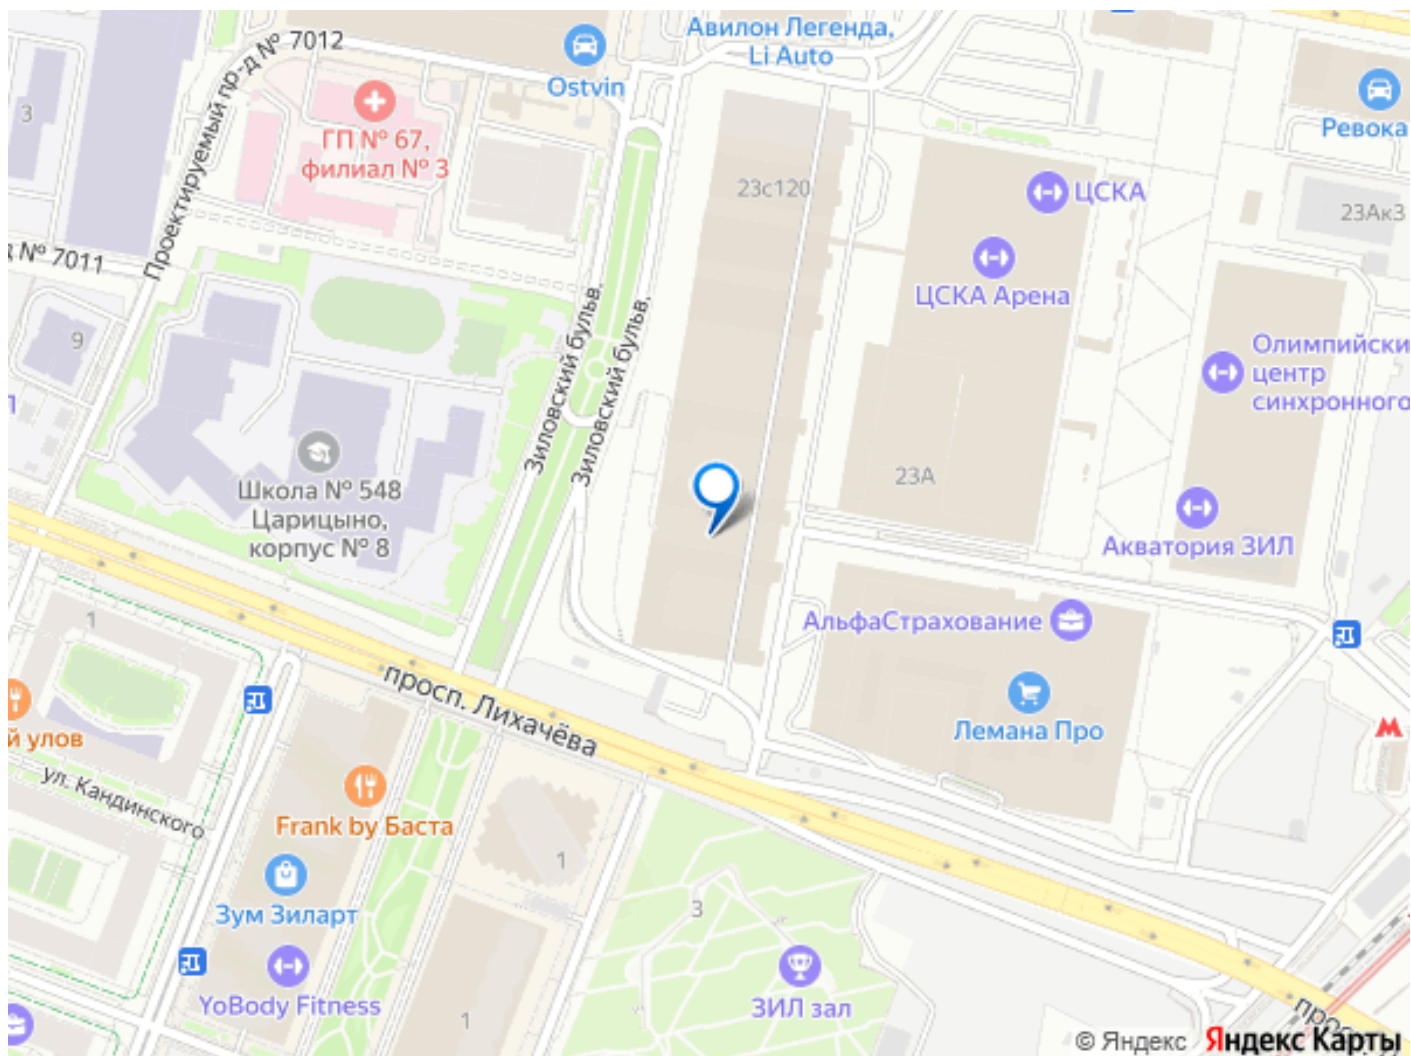 Авилон Легенда,
Li Auto
Проектируемый пр-д № 7012
Ostvin
3
ГП № 67,
филиал № 3
Ревока
23с120
ЦСКА
23Ак3
№ 7011
ЦСКА Арена
9
Зиловский бульв.
Зиловский бульв.
Олимпийски
центр
синхронного
23А
Школа № 548
Царицыно,
корпус № 8
Акватория ЗИЛ
АльфаСтрахование
1
просп. Лихачёва
Лемана Про
й улов
ул. Кандинского
Frank by Баста
1
Зум Зиларт
3
YoBody Fitness
ЗИЛ зал
1
просп
© Яндекс Яндекс Карты